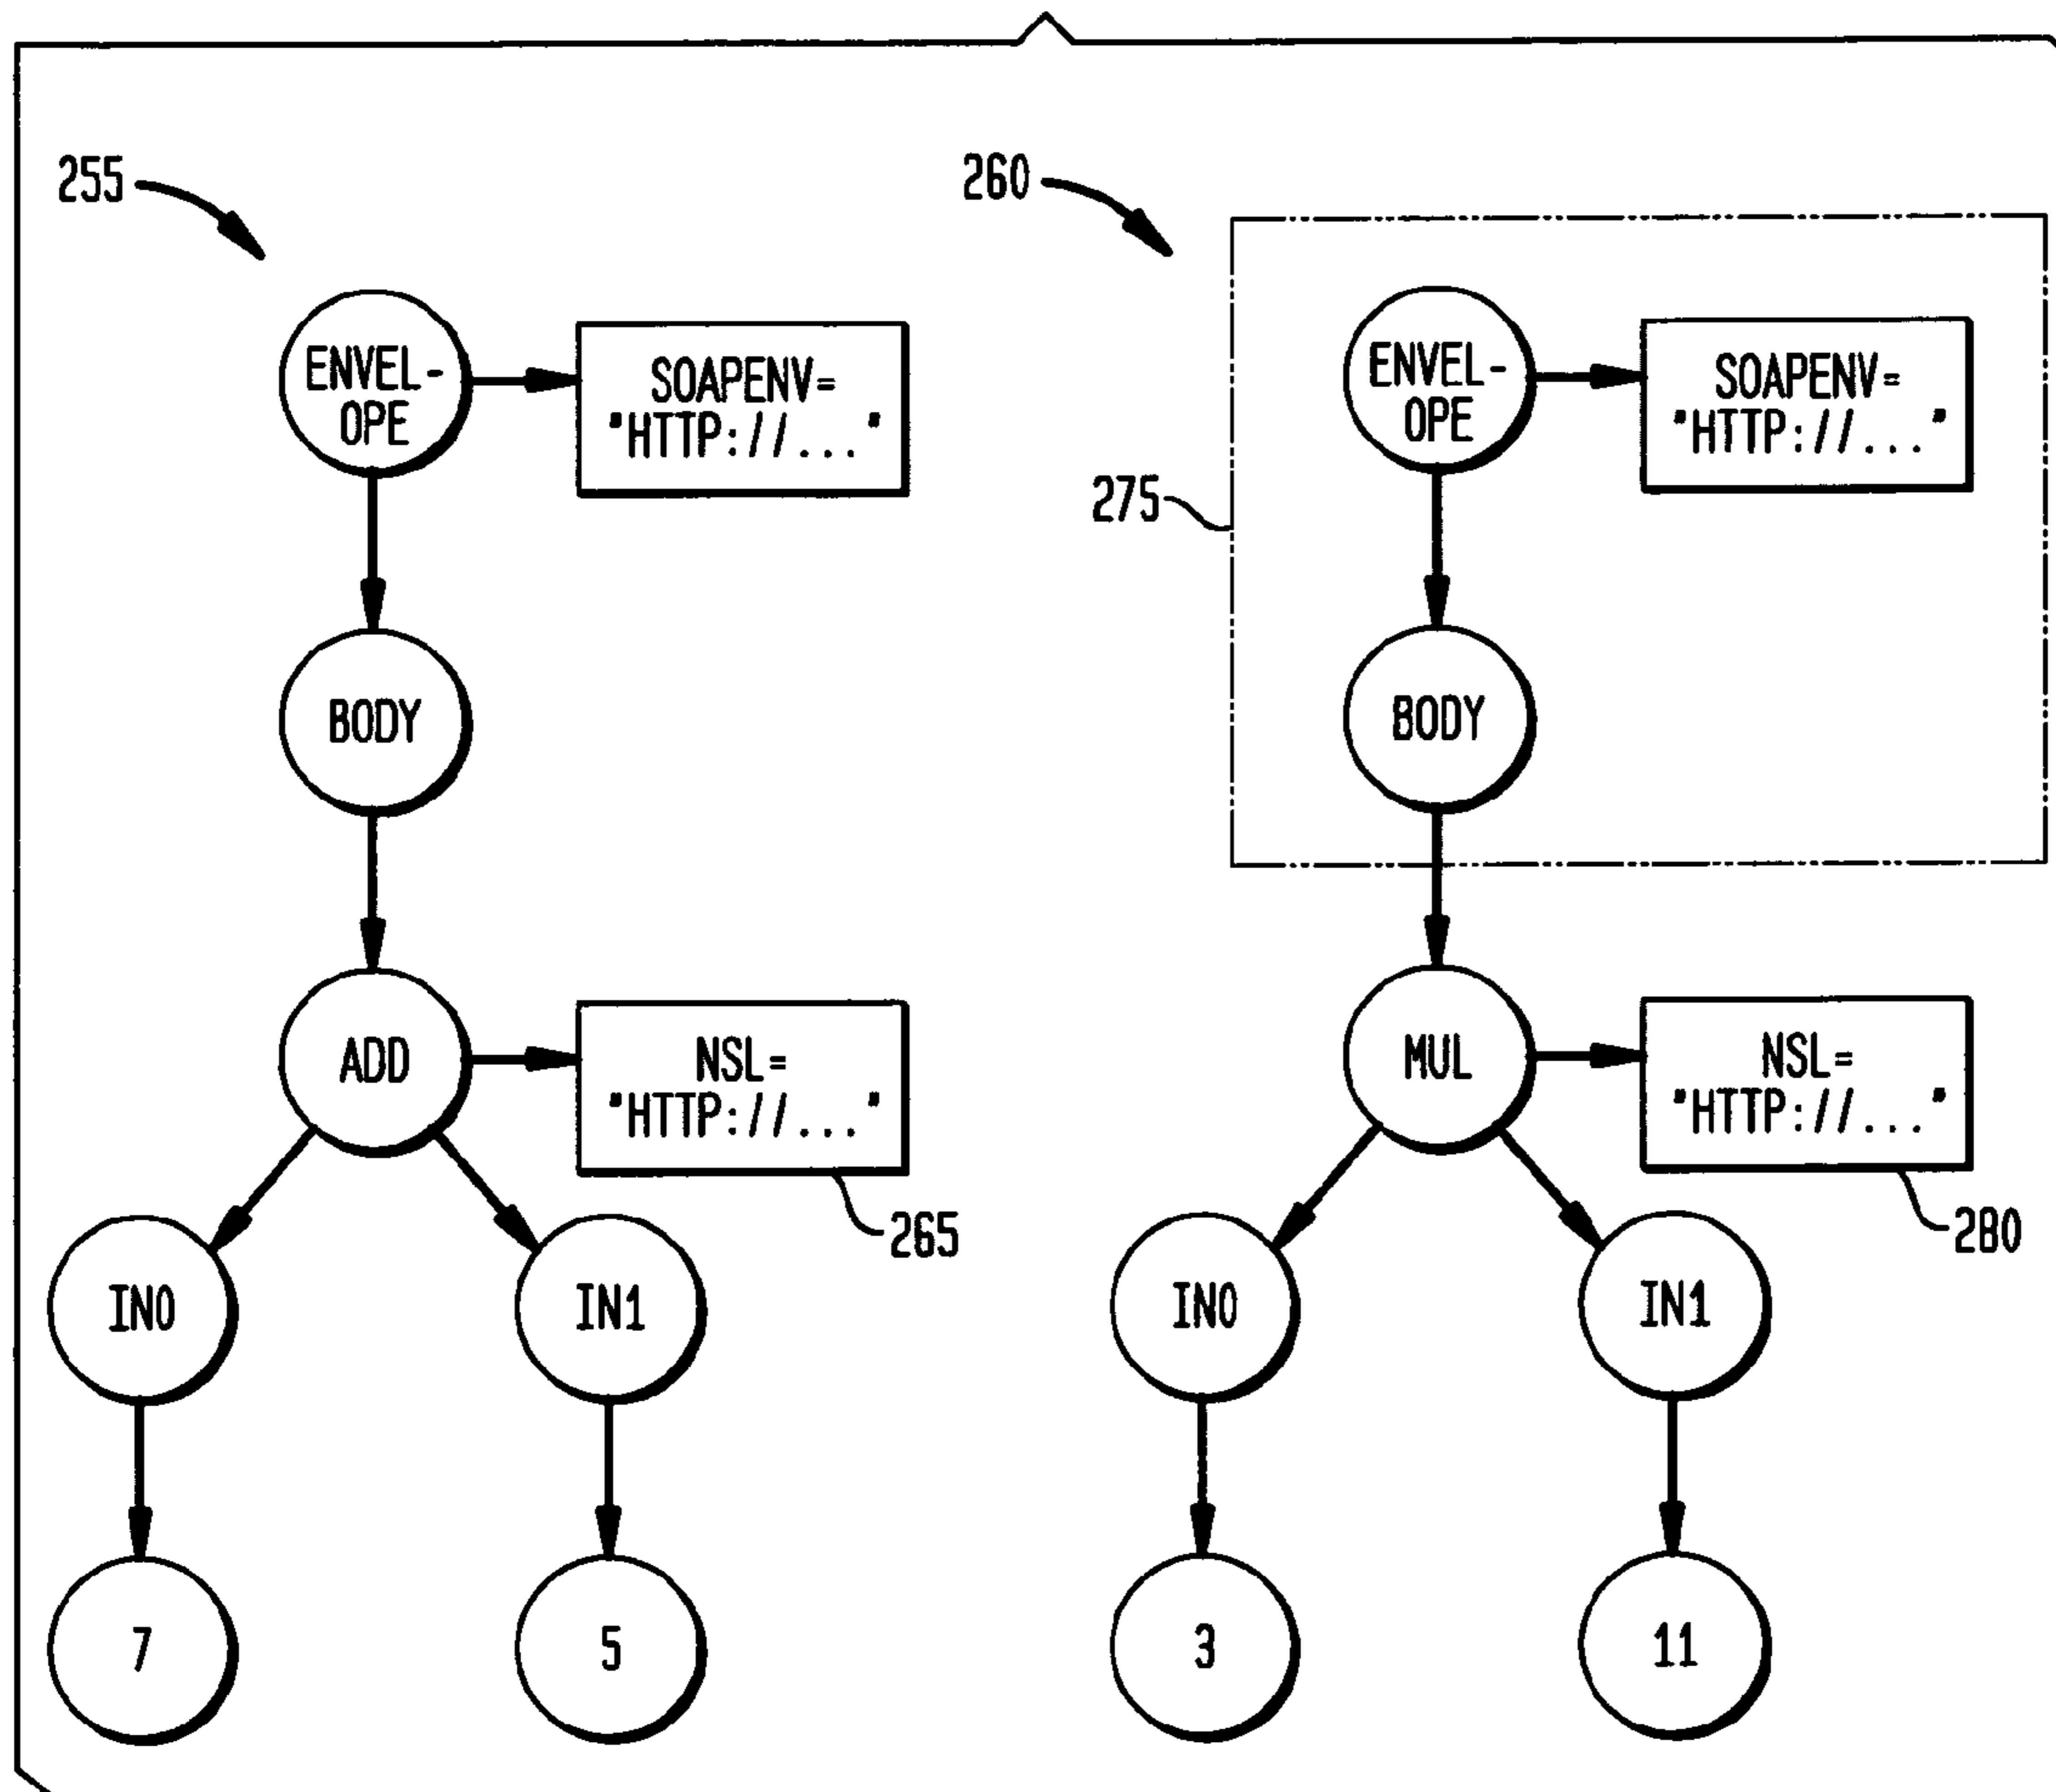 255
260
ENVEL-
OPE
SOAPENV=
"HTTP://..."
ENVEL-
OPE
SOAPENV=
"HTTP://..."
275
BODY
BODY
ADD
NSL=
"HTTP://..."
MUL
NSL=
"HTTP://..."
265
280
IN0
IN1
IN0
IN1
7
5
3
11